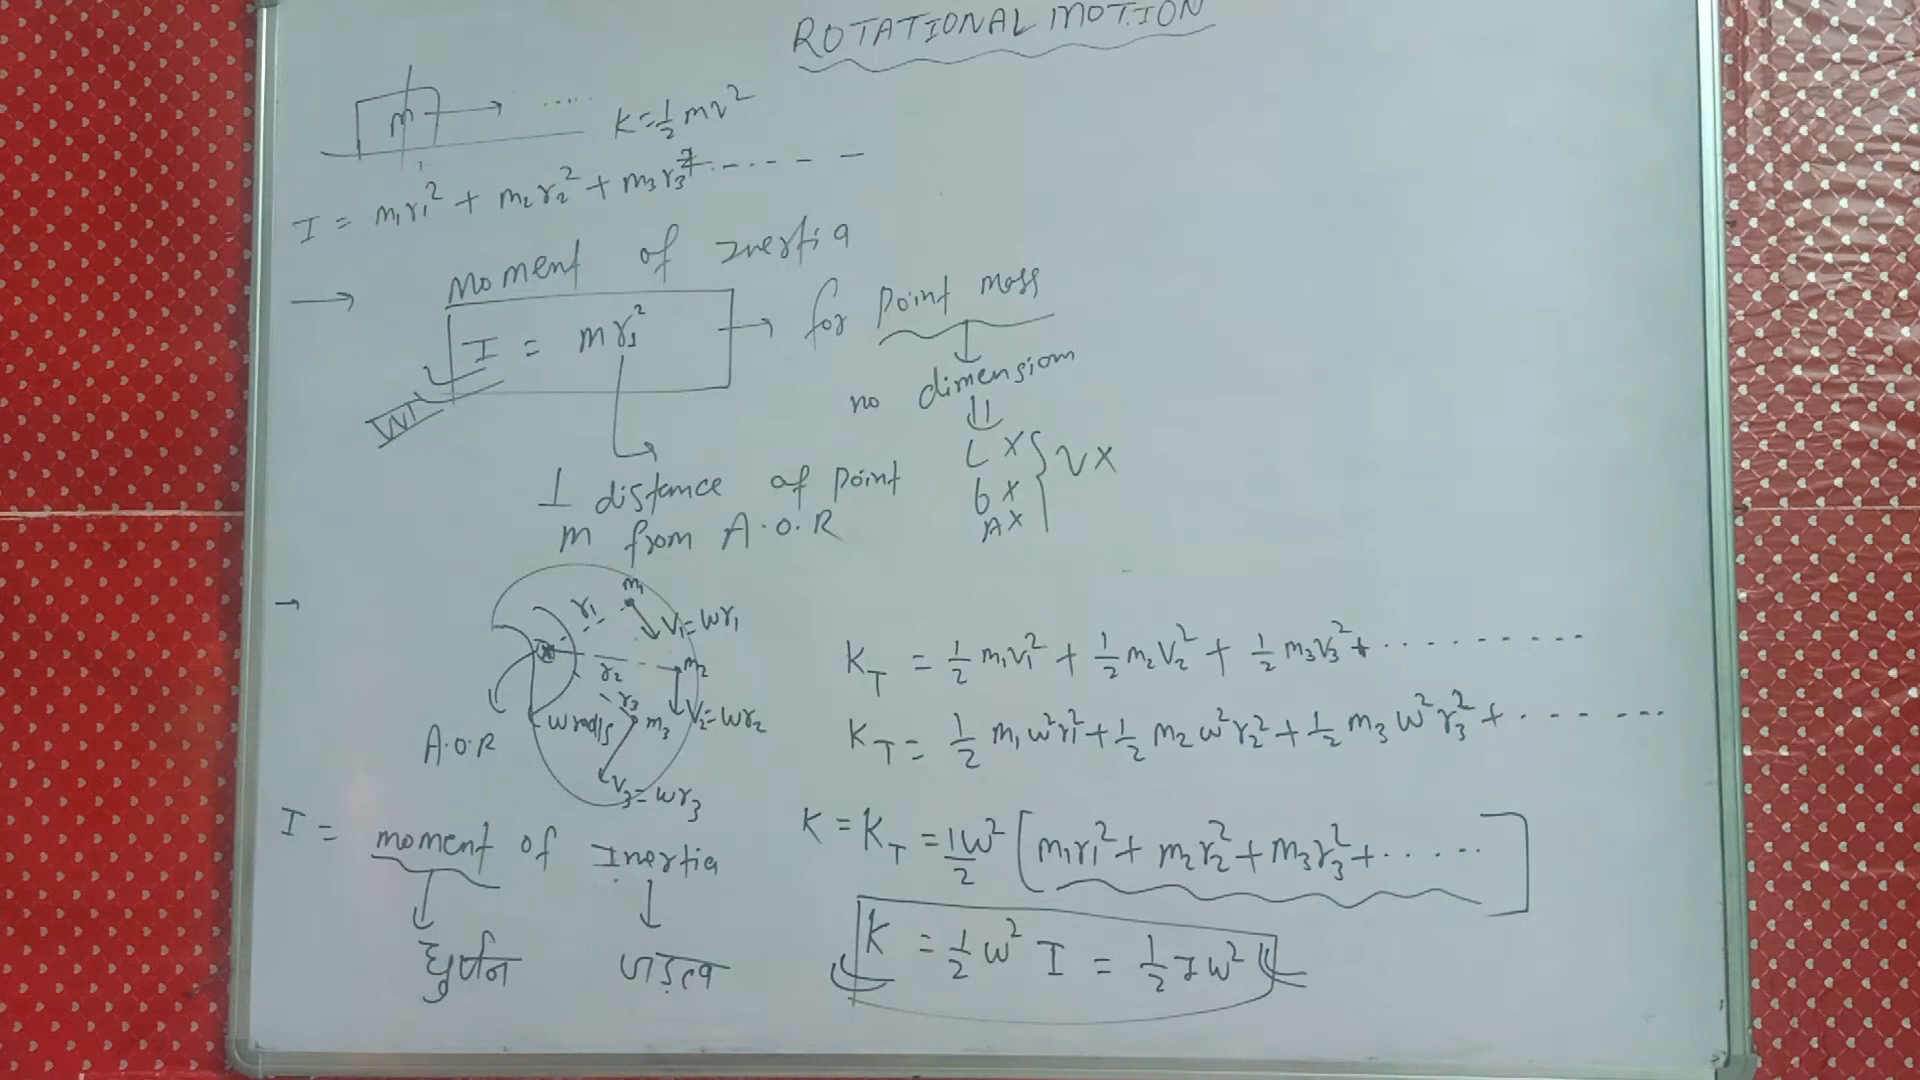 ROTATIONAL MOTION
m
K = 1/2 mv²
I = m₁r₁² + m₂r₂² + m₃r₃² + ........
→ Moment of Inertia
I = mr₁² → for point mass
VVI
no dimension
L X
b X
A X
} V X
⊥ distance of point
m from A.O.R
→
m₁
r₁
V₁ = ωr₁
m₂
r₂
V₂ = ωr₂
r₃
m₃
ω rad/s
V₃ = ωr₃
A.O.R
K_T = 1/2 m₁v₁² + 1/2 m₂V₂² + 1/2 m₃V₃² + ..........
K_T = 1/2 m₁ω²r₁² + 1/2 m₂ω²r₂² + 1/2 m₃ω²r₃² + .......
I = moment of Inertia
घुर्णन जड़त्व
K = K_T = 1ω²/2 [m₁r₁² + m₂r₂² + m₃r₃² + ......]
K = 1/2 ω² I = 1/2 Iω²